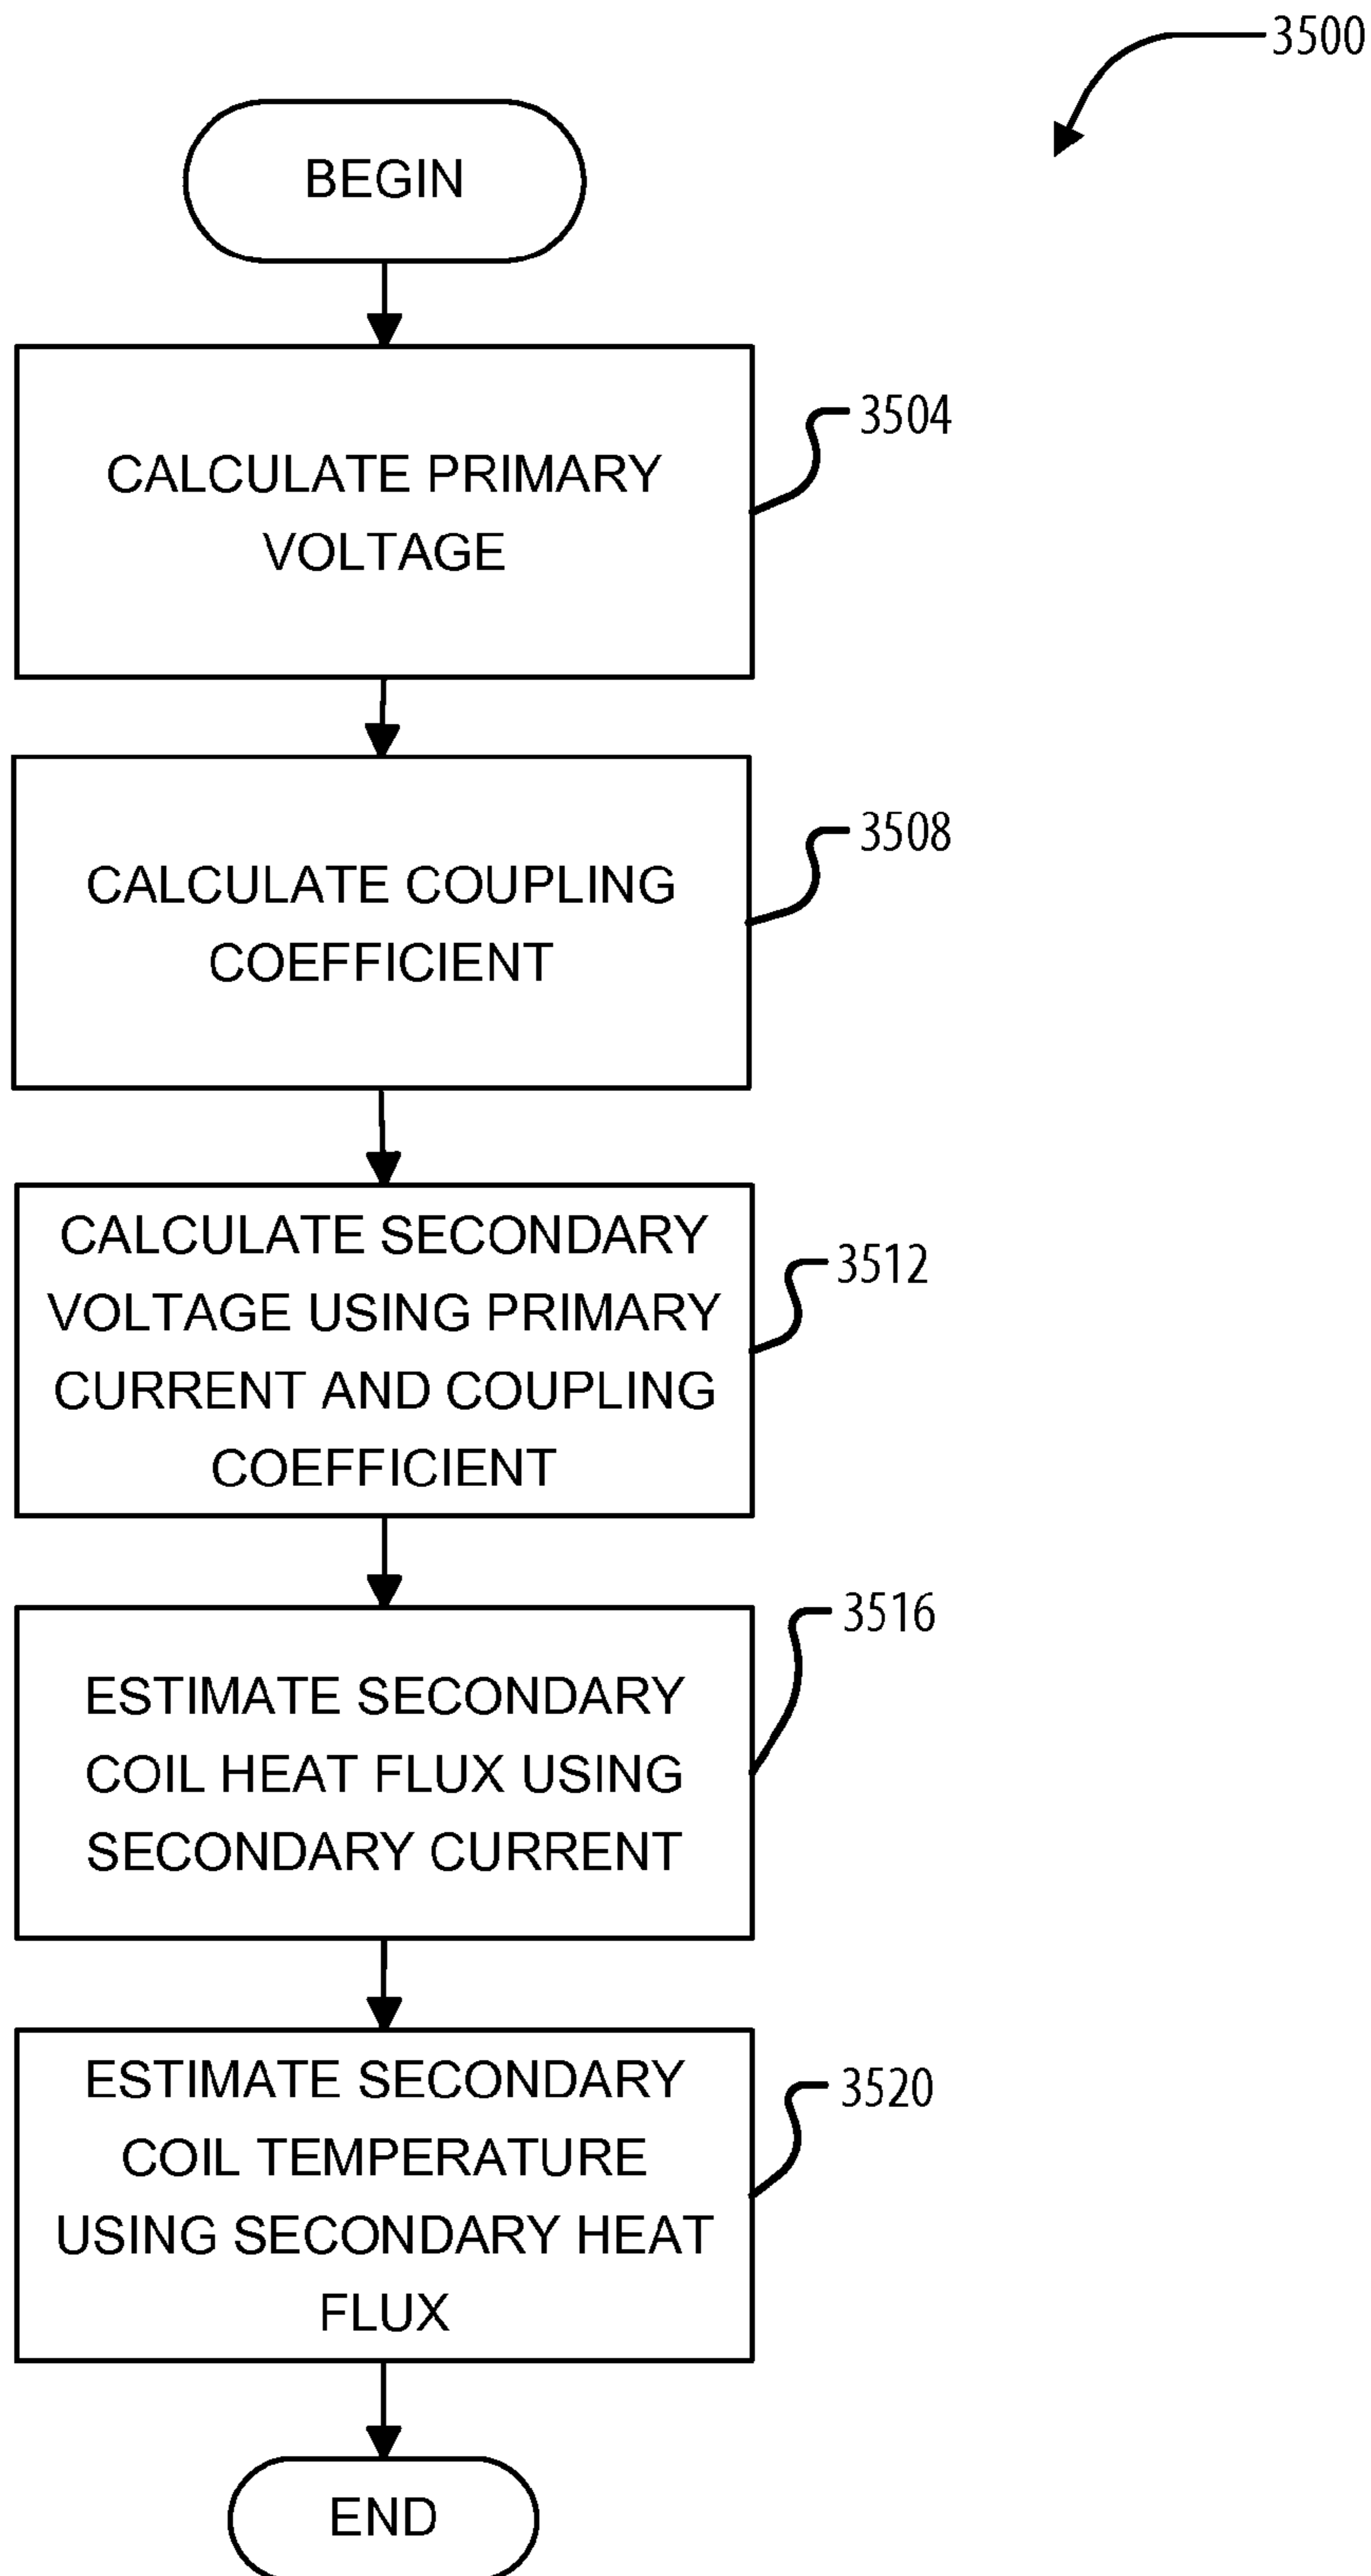 3500
BEGIN
CALCULATE PRIMARY
VOLTAGE
3504
CALCULATE COUPLING
COEFFICIENT
3508
CALCULATE SECONDARY
VOLTAGE USING PRIMARY
CURRENT AND COUPLING
COEFFICIENT
3512
ESTIMATE SECONDARY
COIL HEAT FLUX USING
SECONDARY CURRENT
3516
ESTIMATE SECONDARY
COIL TEMPERATURE
USING SECONDARY HEAT
FLUX
3520
END